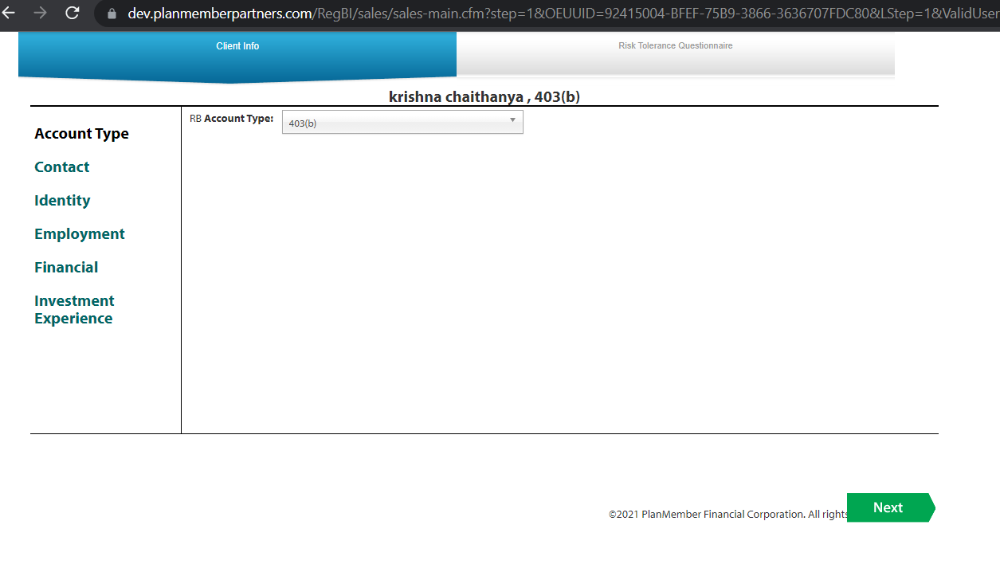 dev.planmemberpartners.com/RegBI/sales/sales-main.cfm?step=1&OEUUID=92415004-BFEF-75B9-3866-3636707FDC80&LStep=1&ValidUser
Client Info
Risk Tolerance Questionnaire
krishna chaithanya , 403(b)
Account Type
RB Account Type:
403(b)
Contact
Identity
Employment
Financial
Investment
Experience
©2021 PlanMember Financial Corporation. All rights
Next